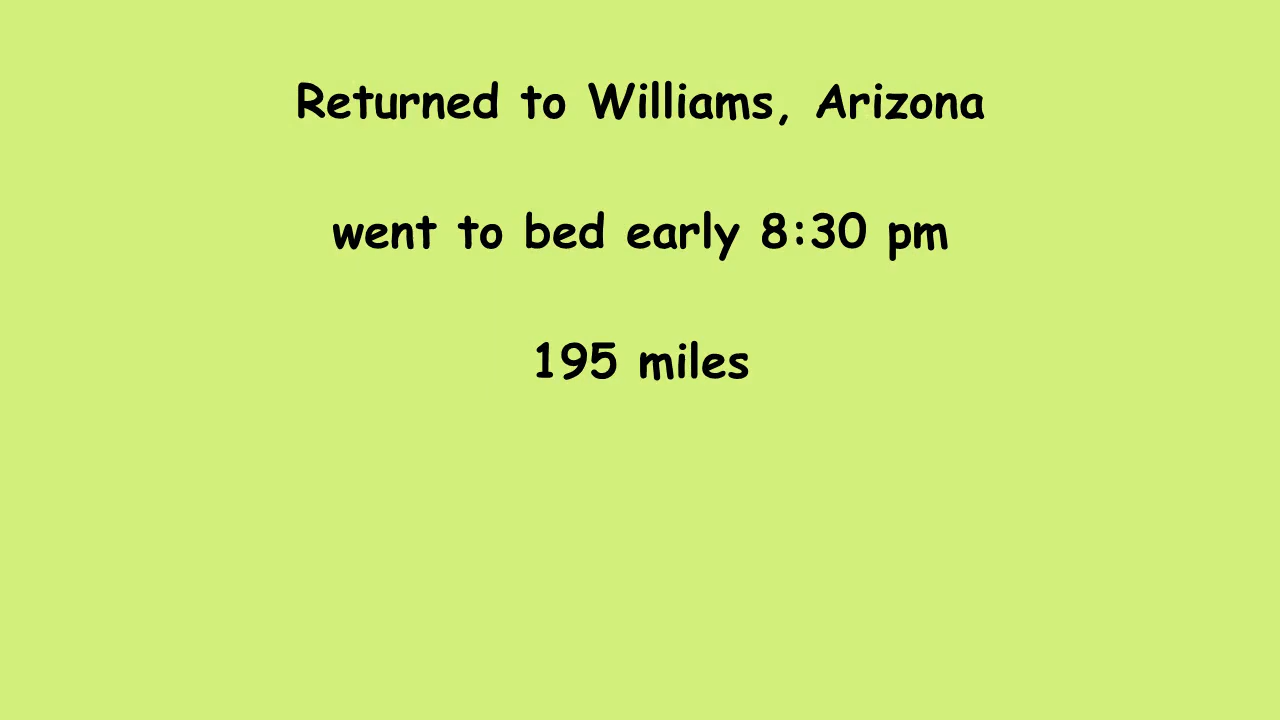 Returned to Williams, Arizona
went to bed early 8:30 pm
195 miles